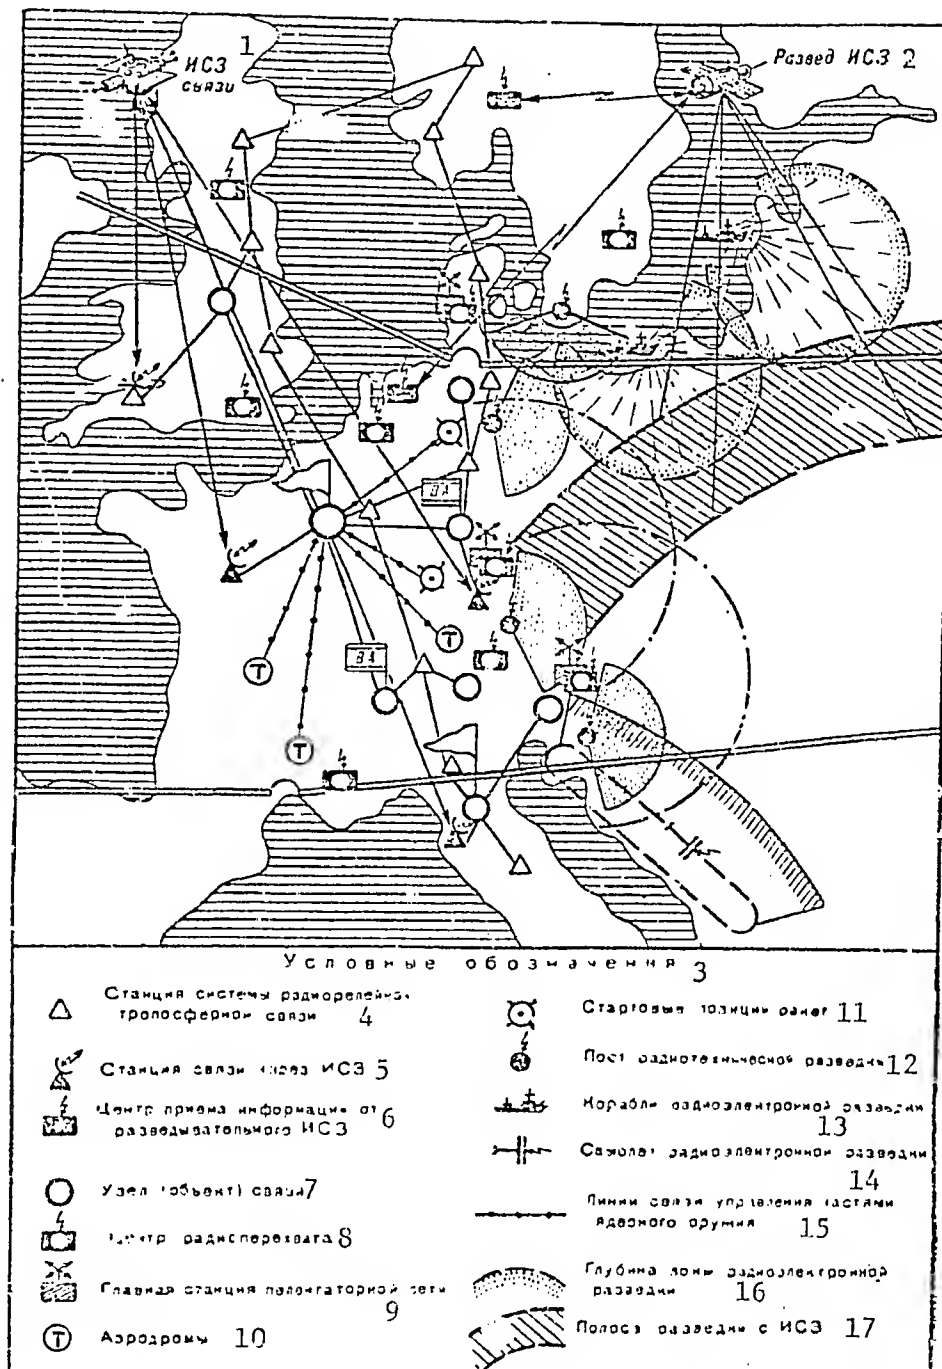 1
ИСЗ
связи
Развед ИСЗ 2
ВА
ВА
Т
Т
Т
Условные обозначения 3
Станция системы радиорелейной
тропосферной связи 4
Станция связи через ИСЗ 5
Центр приема информации от
разведывательного ИСЗ 6
Узел (объект) связи 7
Центр радиоперехвата 8
Главная станция пеленгаторной сети
9
Т Аэродромы 10
Стартовые позиции ракет 11
Пост радиотехнической разведки 12
Корабли радиоэлектронной разведки
13
Самолет радиоэлектронной разведки
14
Линии связи управления частями
ядерного оружия 15
Глубина зоны радиоэлектронной
разведки 16
Полоса разведки с ИСЗ 17